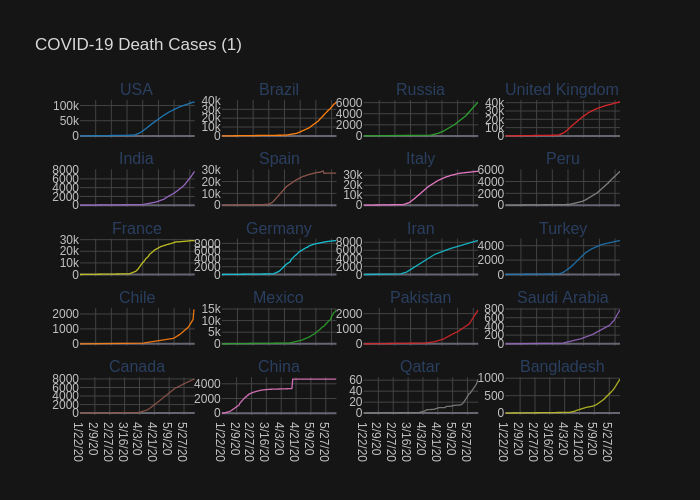 COVID-19 Death Cases (1)
USA Brazil Russia United Kingdom
100k 50k 0 40k 30k 20k 10k 0 6000 4000 2000 0 40k 30k 20k 10k 0
India Spain Italy Peru
8000 6000 4000 2000 0 30k 20k 10k 0 30k 20k 10k 0 6000 4000 2000 0
France Germany Iran Turkey
30k 20k 10k 0 8000 6000 4000 2000 0 8000 6000 4000 2000 0 4000 2000 0
Chile Mexico Pakistan Saudi Arabia
2000 1000 0 15k 10k 5k 0 2000 1000 0 800 600 400 200 0
Canada China Qatar Bangladesh
8000 6000 4000 2000 0 4000 2000 0 60 40 20 0 1000 500 0
1/22/20 2/9/20 2/27/20 3/16/20 4/3/20 4/21/20 5/9/20 5/27/20 1/22/20 2/9/20 2/27/20 3/16/20 4/3/20 4/21/20 5/9/20 5/27/20 1/22/20 2/9/20 2/27/20 3/16/20 4/3/20 4/21/20 5/9/20 5/27/20 1/22/20 2/9/20 2/27/20 3/16/20 4/3/20 4/21/20 5/9/20 5/27/20